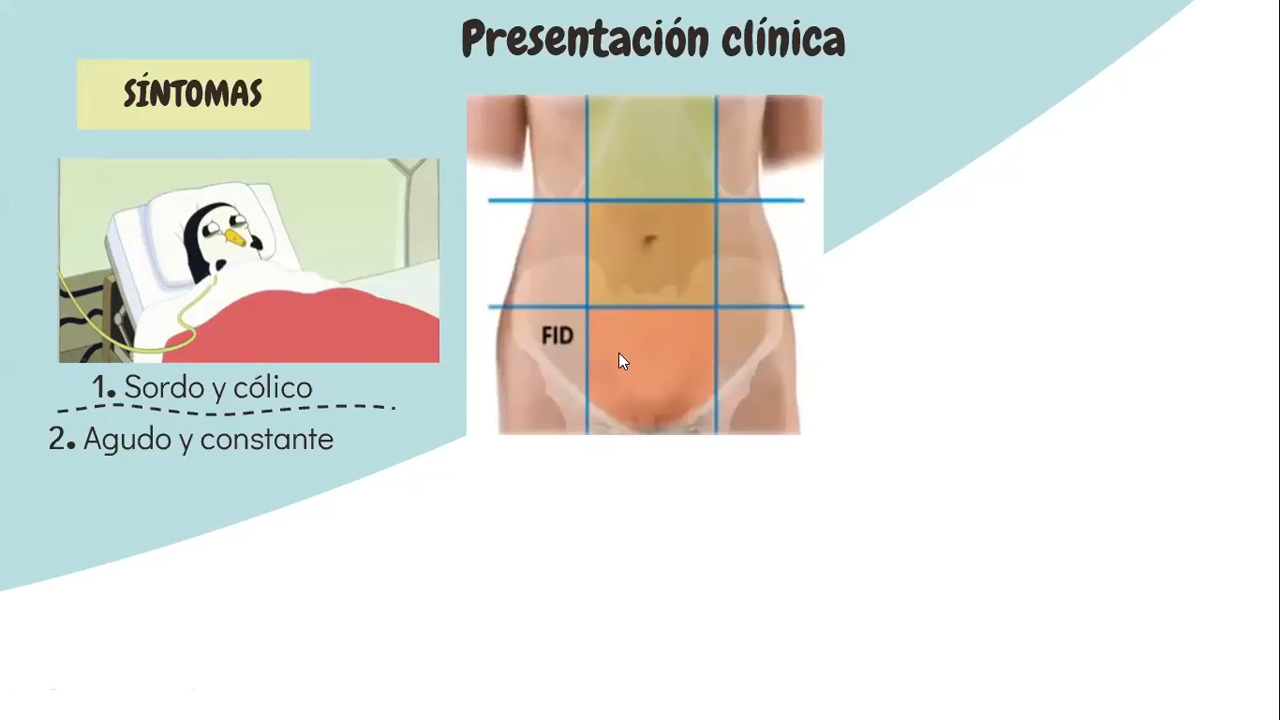 Presentación clínica
SÍNTOMAS
FID
1. Sordo y cólico
2. Agudo y constante